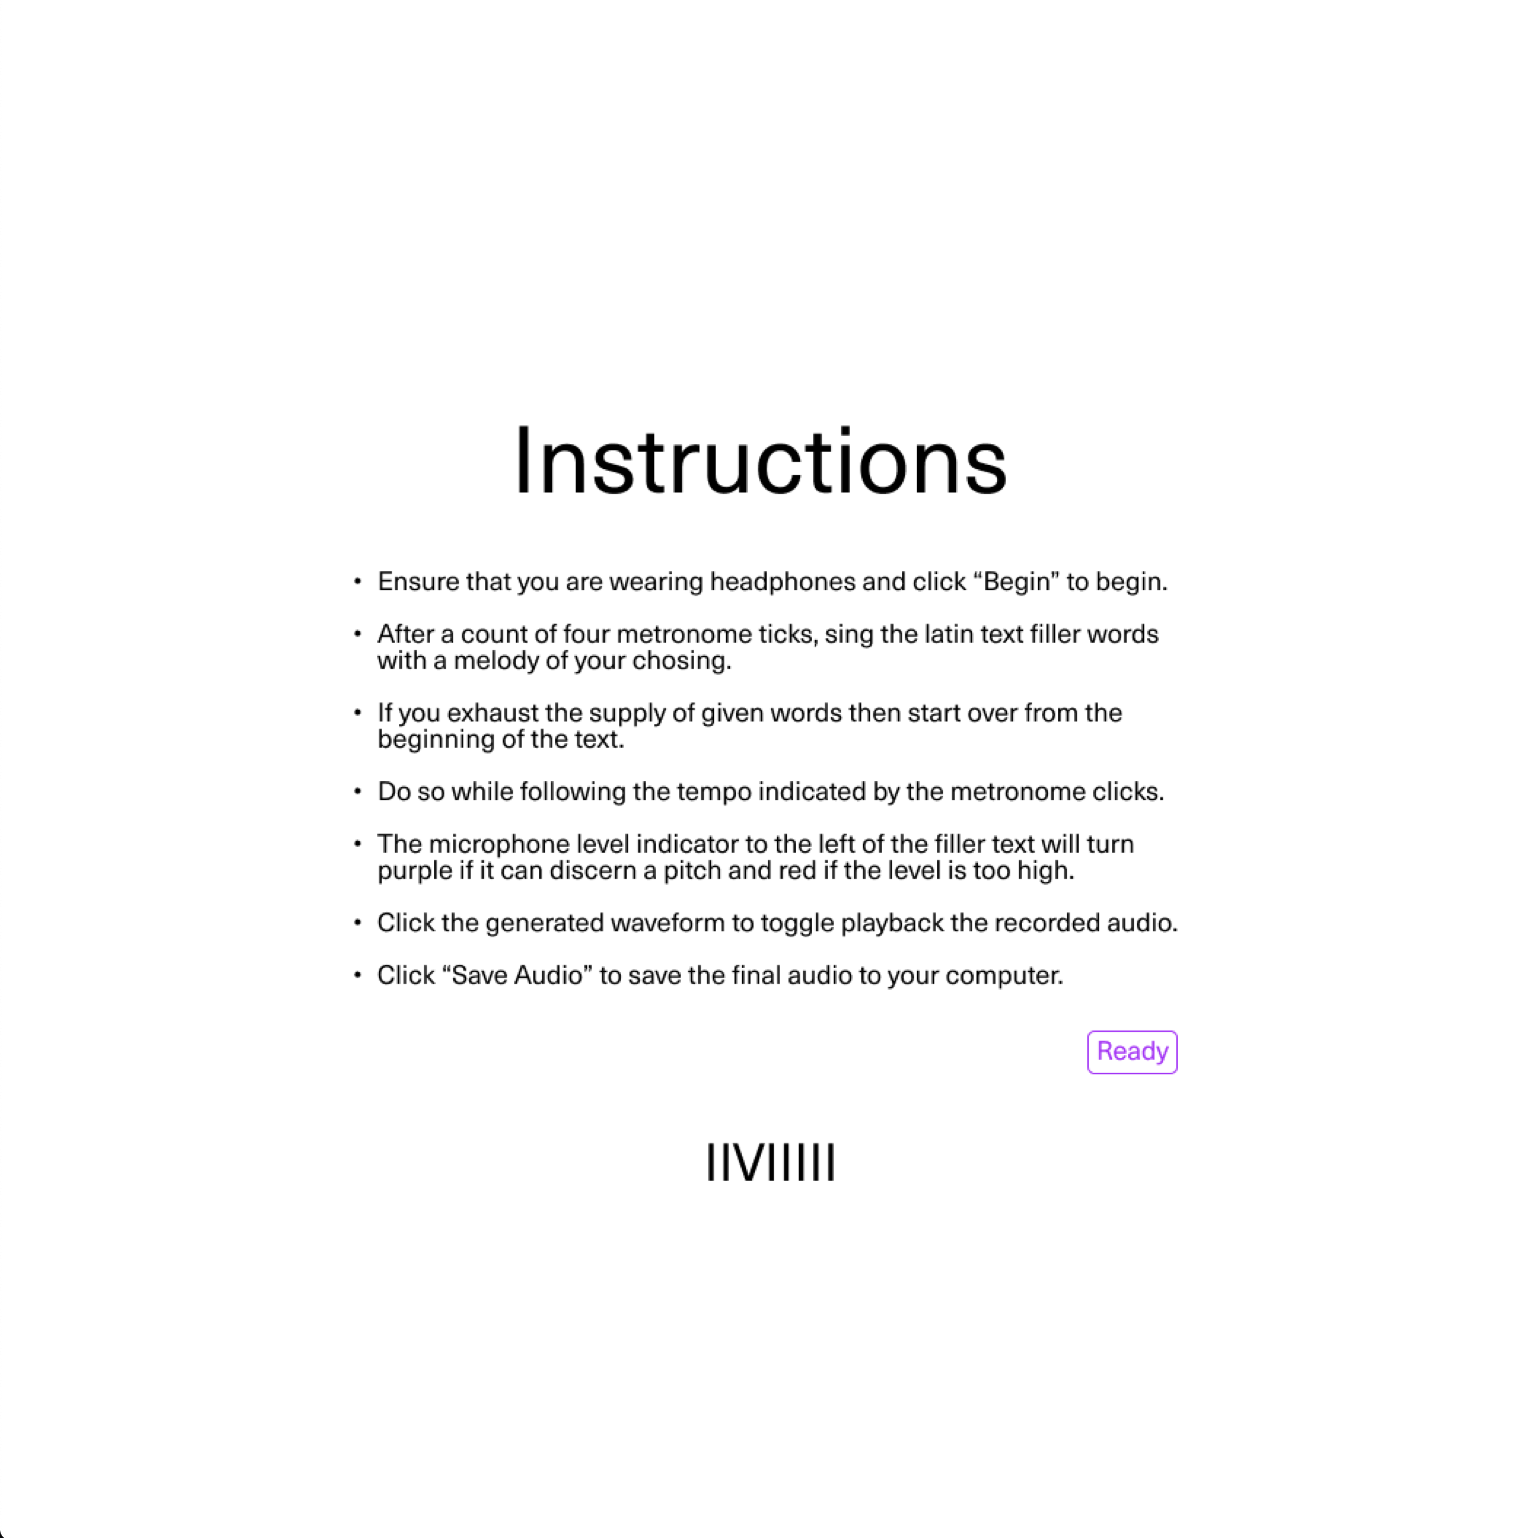 Instructions
• Ensure that you are wearing headphones and click “Begin” to begin.
• After a count of four metronome ticks, sing the latin text filler words
with a melody of your chosing.
• If you exhaust the supply of given words then start over from the
beginning of the text.
• Do so while following the tempo indicated by the metronome clicks.
• The microphone level indicator to the left of the filler text will turn
purple if it can discern a pitch and red if the level is too high.
• Click the generated waveform to toggle playback the recorded audio.
• Click “Save Audio” to save the final audio to your computer.
Ready
IIVIIIII